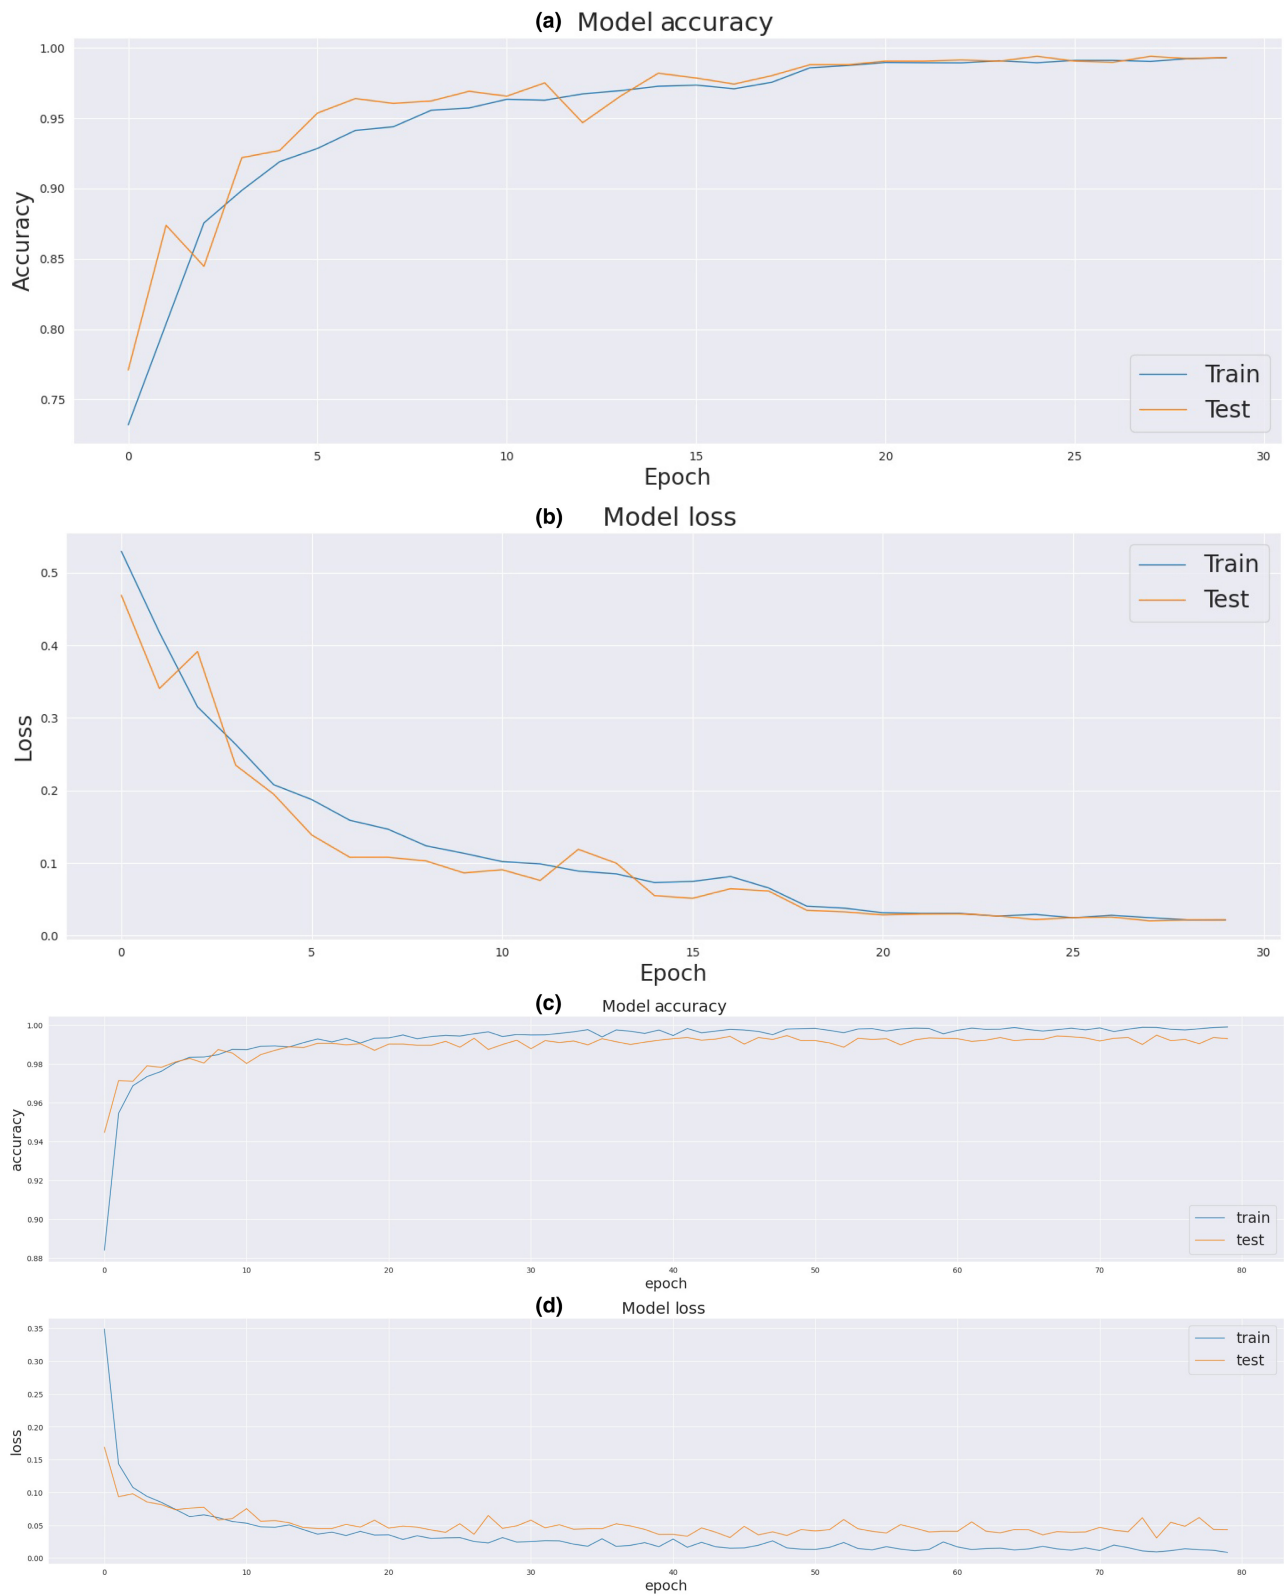 (a) Model accuracy
1.00
0.95
0.90
0.85
0.80
0.75
Accuracy
Train
Test
0 5 10 15 20 25 30
Epoch
(b) Model loss
0.5
0.4
0.3
0.2
0.1
0.0
Loss
Train
Test
0 5 10 15 20 25 30
Epoch
(c) Model accuracy
1.00
0.98
0.96
0.94
0.92
0.90
0.88
accuracy
train
test
0 10 20 30 40 50 60 70 80
epoch
(d) Model loss
0.35
0.30
0.25
0.20
0.15
0.10
0.05
0.00
loss
train
test
0 10 20 30 40 50 60 70 80
epoch